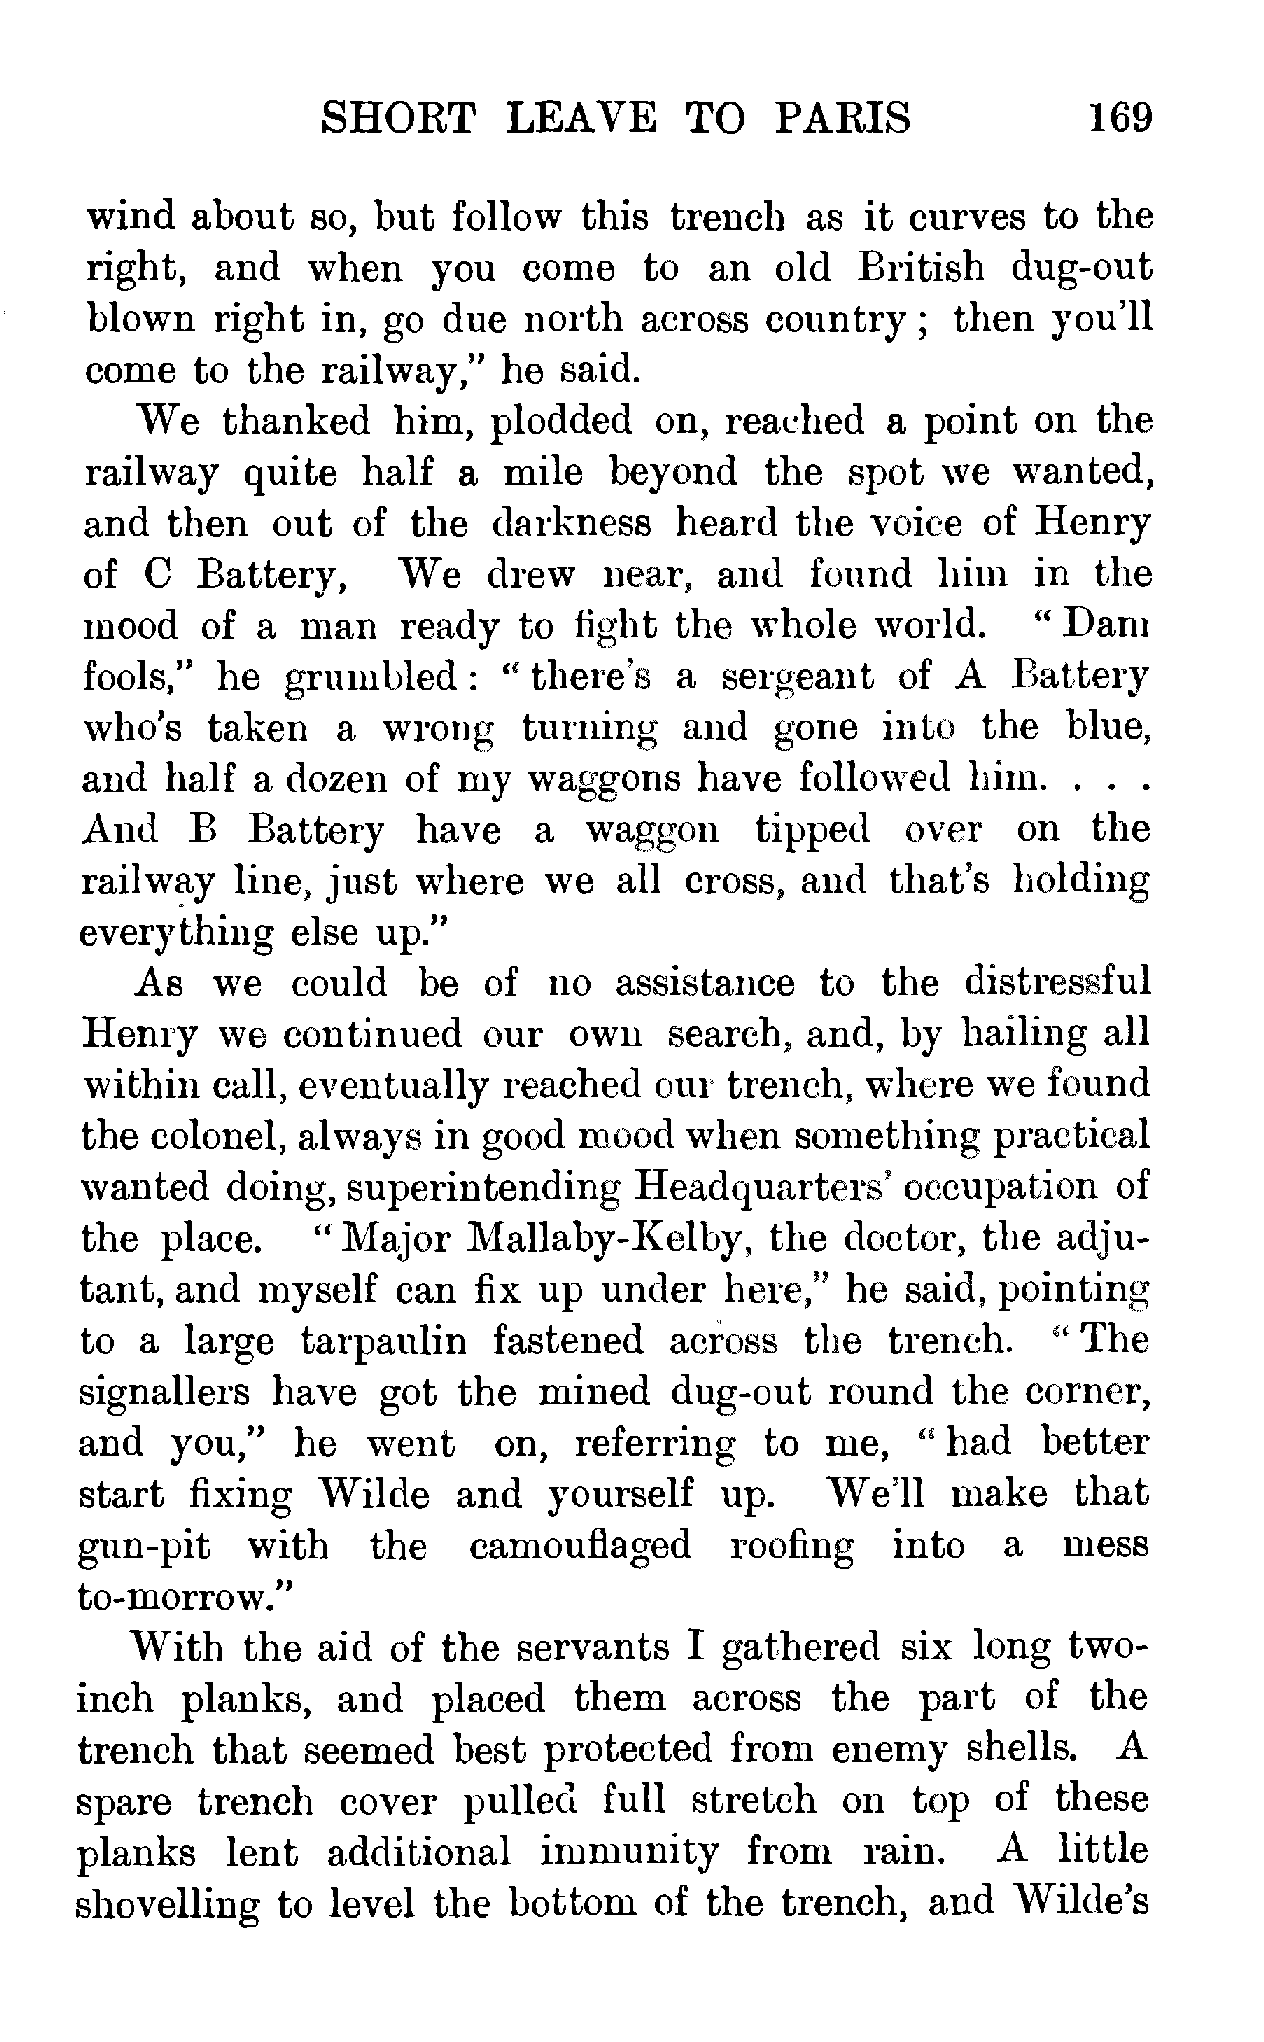 SHORT LEAVE TO PARIS 169
wind about so, but follow this trench as it curves to the
right, and when you come to an old British dug-out
blown right in, go due north across country ; then you'll
come to the railway," he said.
We thanked him, plodded on, reached a point on the
railway quite half a mile beyond the spot we wanted,
and then out of the darkness heard the voice of Henry
of C Battery, We drew near, and found him in the
mood of a man ready to fight the whole world. " Dam
fools," he grumbled : " there's a sergeant of A Battery
who's taken a wrong turning and gone into the blue,
and half a dozen of my waggons have followed him. . . .
And B Battery have a waggon tipped over on the
railway line, just where we all cross, and that's holding
everything else up."
As we could be of no assistance to the distressful
Henry we continued our own search, and, by hailing all
within call, eventually reached our trench, where we found
the colonel, always in good mood when something practical
wanted doing, superintending Headquarters' occupation of
the place. " Major Mallaby-Kelby, the doctor, the adju-
tant, and myself can fix up under here," he said, pointing
to a large tarpaulin fastened across the trench. " The
signallers have got the mined dug-out round the corner,
and you," he went on, referring to me, " had better
start fixing Wilde and yourself up. We'll make that
gun-pit with the camouflaged roofing into a mess
to-morrow."
With the aid of the servants I gathered six long two-
inch planks, and placed them across the part of the
trench that seemed best protected from enemy shells. A
spare trench cover pulled full stretch on top of these
planks lent additional immunity from rain. A little
shovelling to level the bottom of the trench, and Wilde's